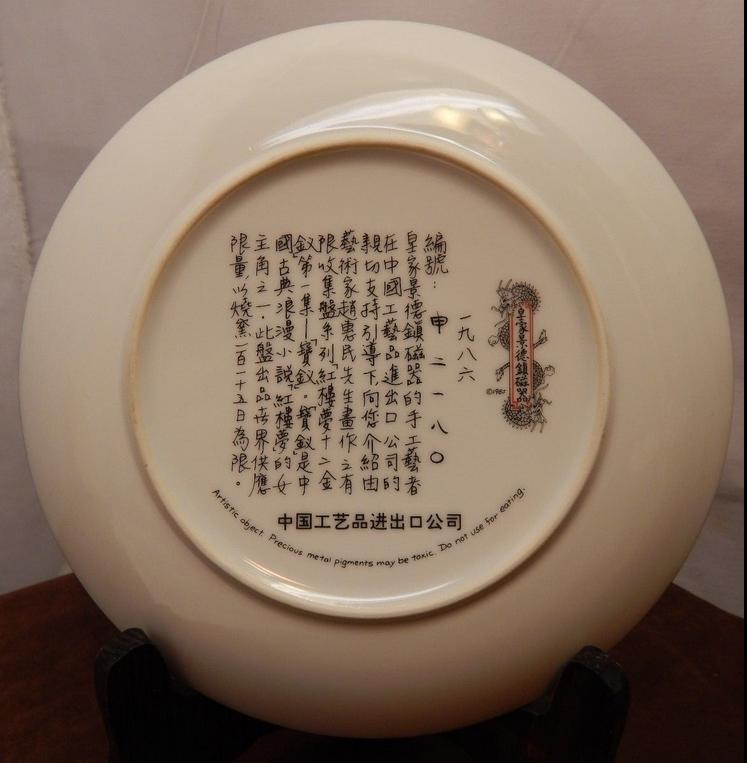 皇家景德鎮磁器
一九八六
編號：申二一八〇
皇家景德鎮磁器的手工藝者
在中國工藝品進出口公司的
親切支持引導下向您介紹由
藝術家趙惠民先生畫作之有
限收集盤系列「紅樓夢十二金
釵」第一集—「寶釵」。「寶釵」是中
國古典浪漫小說「紅樓夢」的女
主角之一．此盤出品世界供應
限量，以燒窯一百一十五日為限。
中国工艺品进出口公司
Artistic object. Precious metal pigments may be toxic. Do not use for eating.